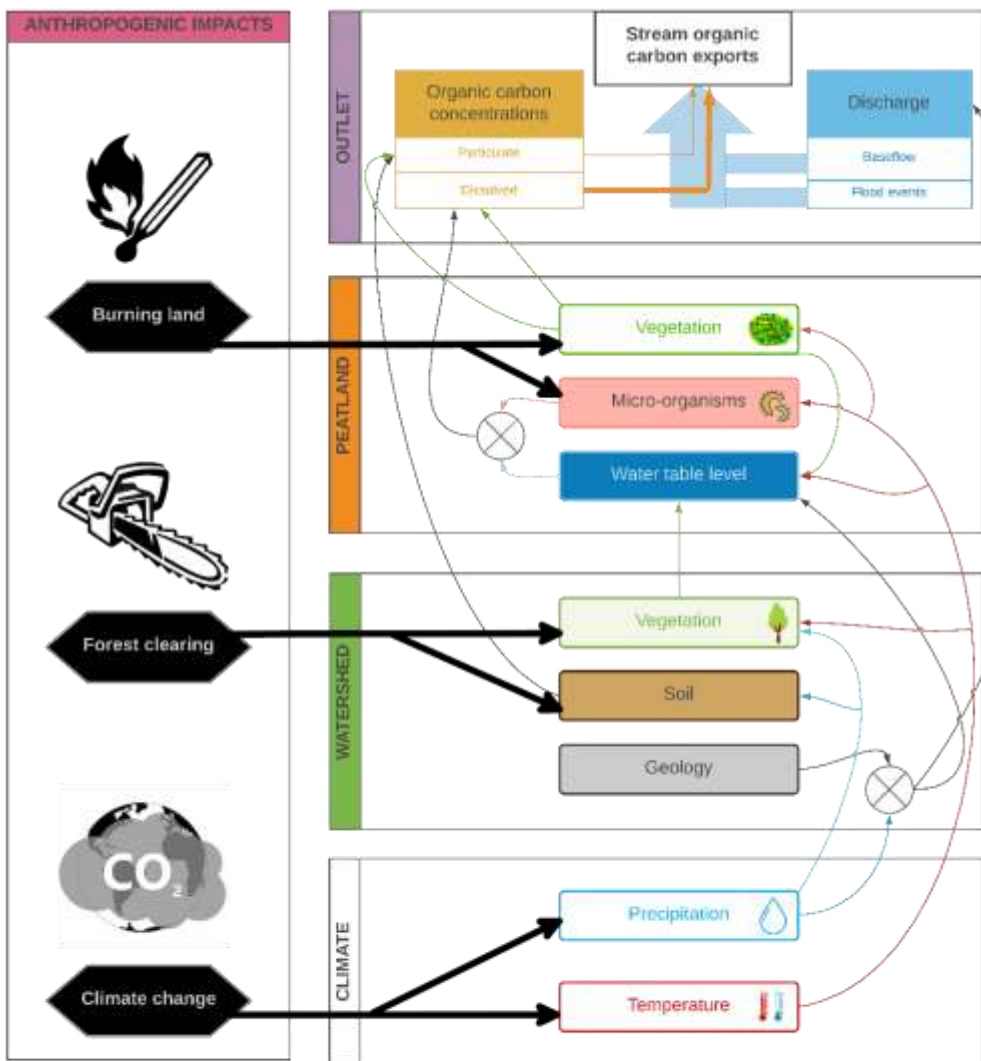 ANTHROPOGENIC IMPACTS
Burning land
Forest clearing
CO2
Climate change
OUTLET
Stream organic
carbon exports
Organic carbon
concentrations
Particulate
Dissolved
Discharge
Baseflow
Flood events
PEATLAND
Vegetation
Micro-organisms
Water table level
WATERSHED
Vegetation
Soil
Geology
CLIMATE
Precipitation
Temperature